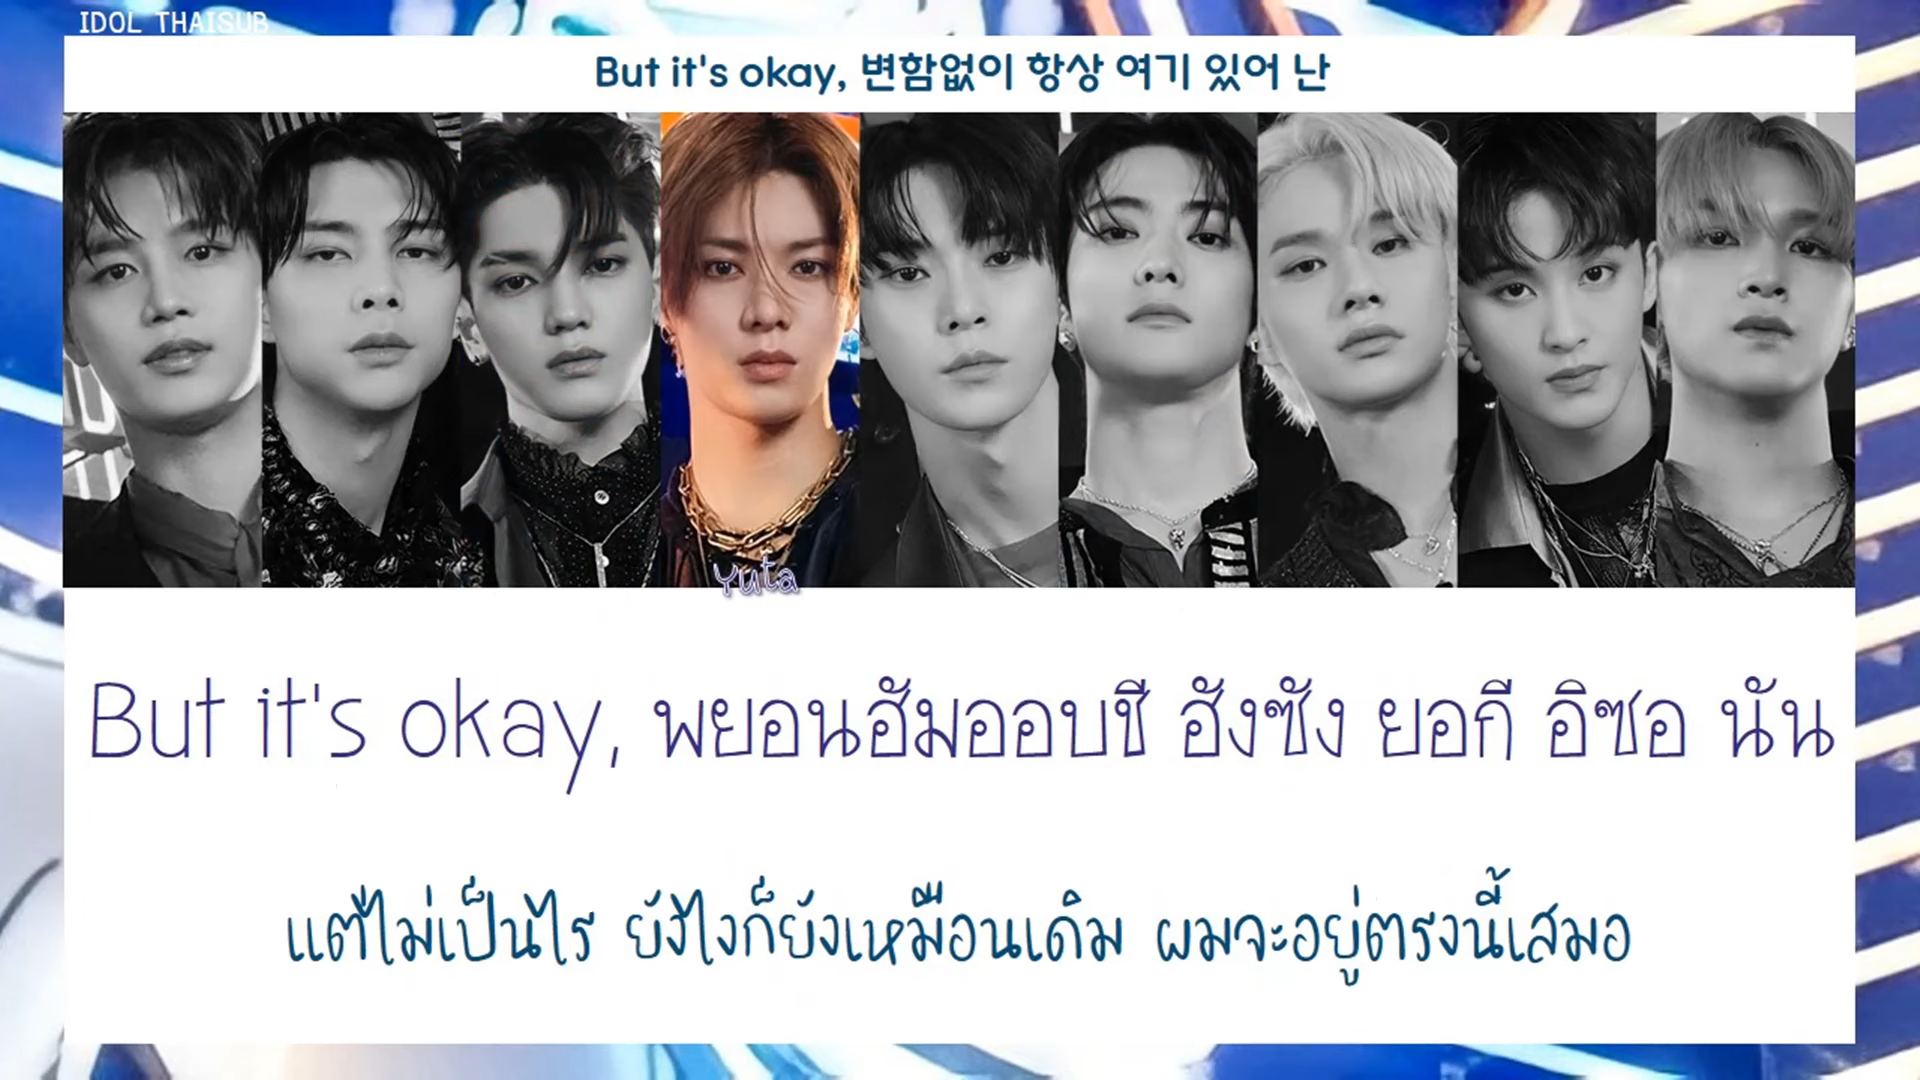 IDOL THAISUB
But it's okay, 변함없이 항상 여기 있어 난
Yuta
But it's okay, พยอนฮัมออบชี ฮังซัง ยอกี อิซอ นัน
แต่ไม่เป็นไร ยังไงก็ยังเหมือนเดิม ผมจะอยู่ตรงนี้เสมอ